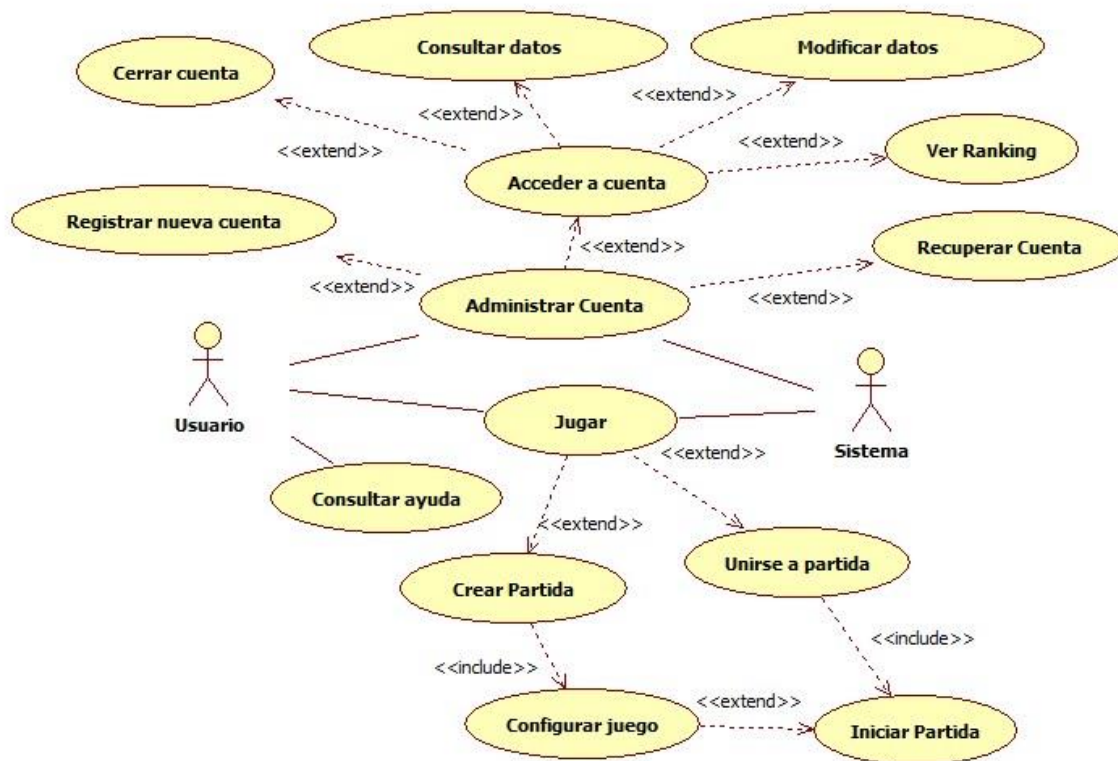 Consultar datos
Modificar datos
Cerrar cuenta
<<extend>>
<<extend>>
<<extend>>
<<extend>>
Ver Ranking
Acceder a cuenta
Registrar nueva cuenta
<<extend>>
Recuperar Cuenta
<<extend>>
<<extend>>
Administrar Cuenta
Usuario
Jugar
Sistema
<<extend>>
Consultar ayuda
<<extend>>
Unirse a partida
Crear Partida
<<include>>
<<include>>
<<extend>>
Configurar juego
Iniciar Partida